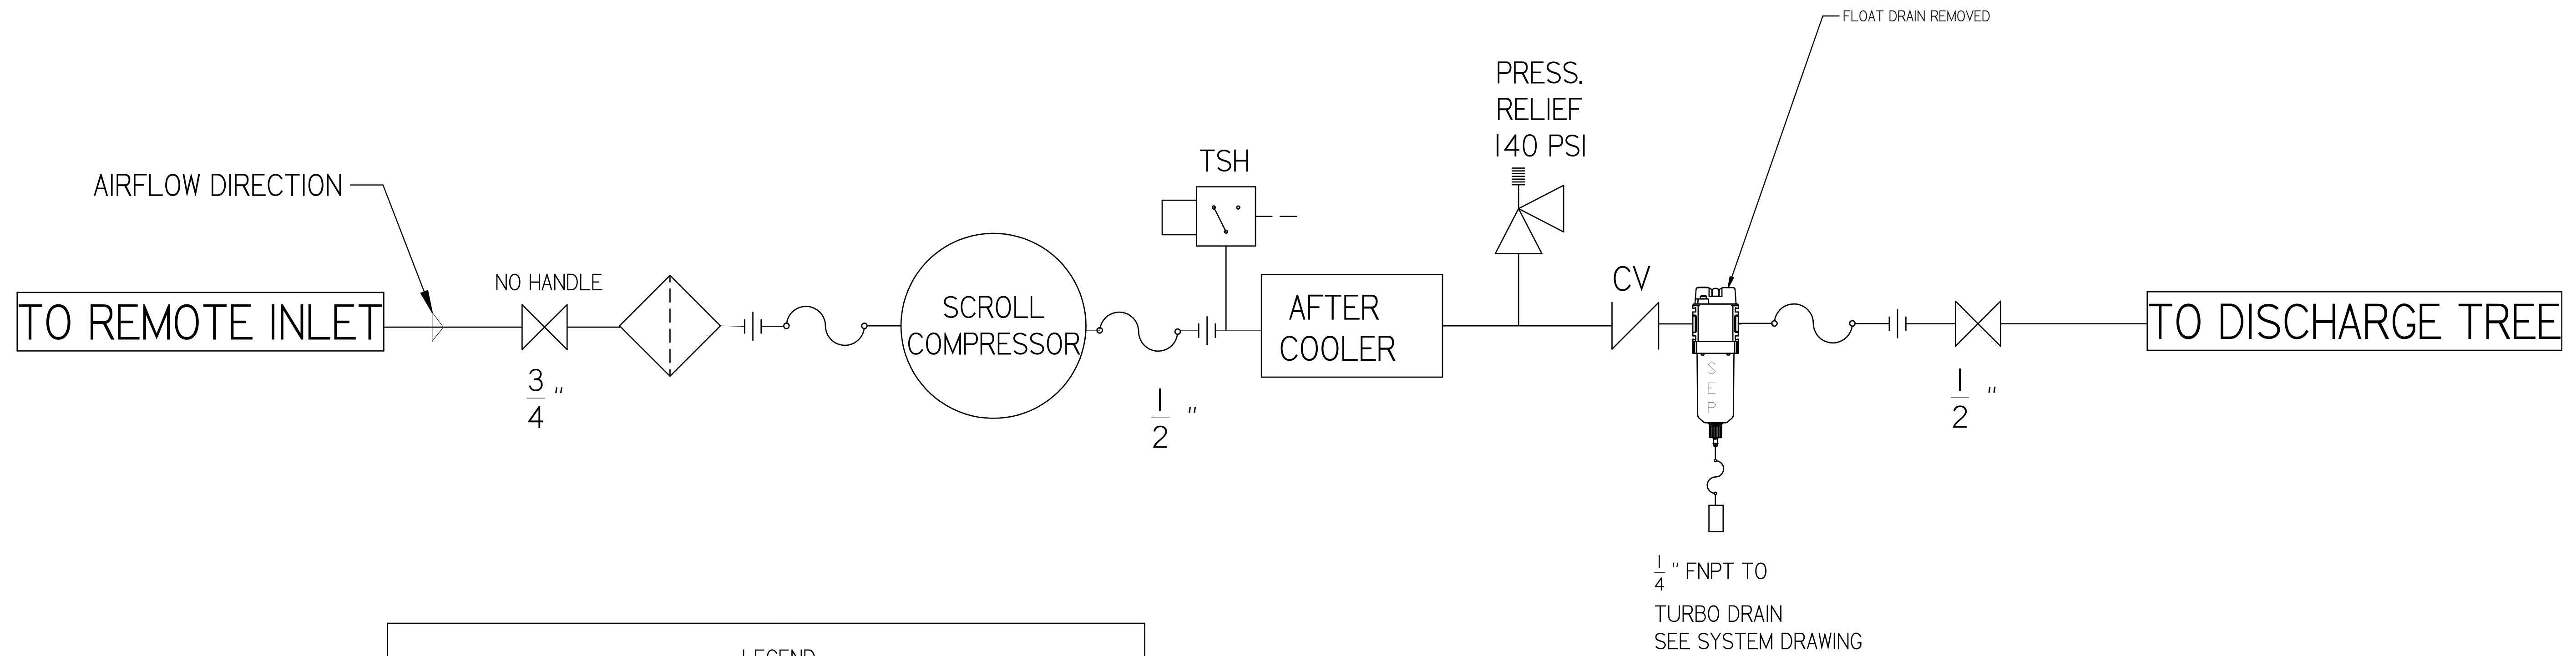 FLOAT DRAIN REMOVED
PRESS.
RELIEF
140 PSI
TSH
AIRFLOW DIRECTION
NO HANDLE
CV
TO REMOTE INLET
SCROLL
COMPRESSOR
AFTER
COOLER
TO DISCHARGE TREE
S
E
P
3/4 "
1/2 "
1/2 "
1/4 " FNPT TO
TURBO DRAIN
SEE SYSTEM DRAWING
LEGEND